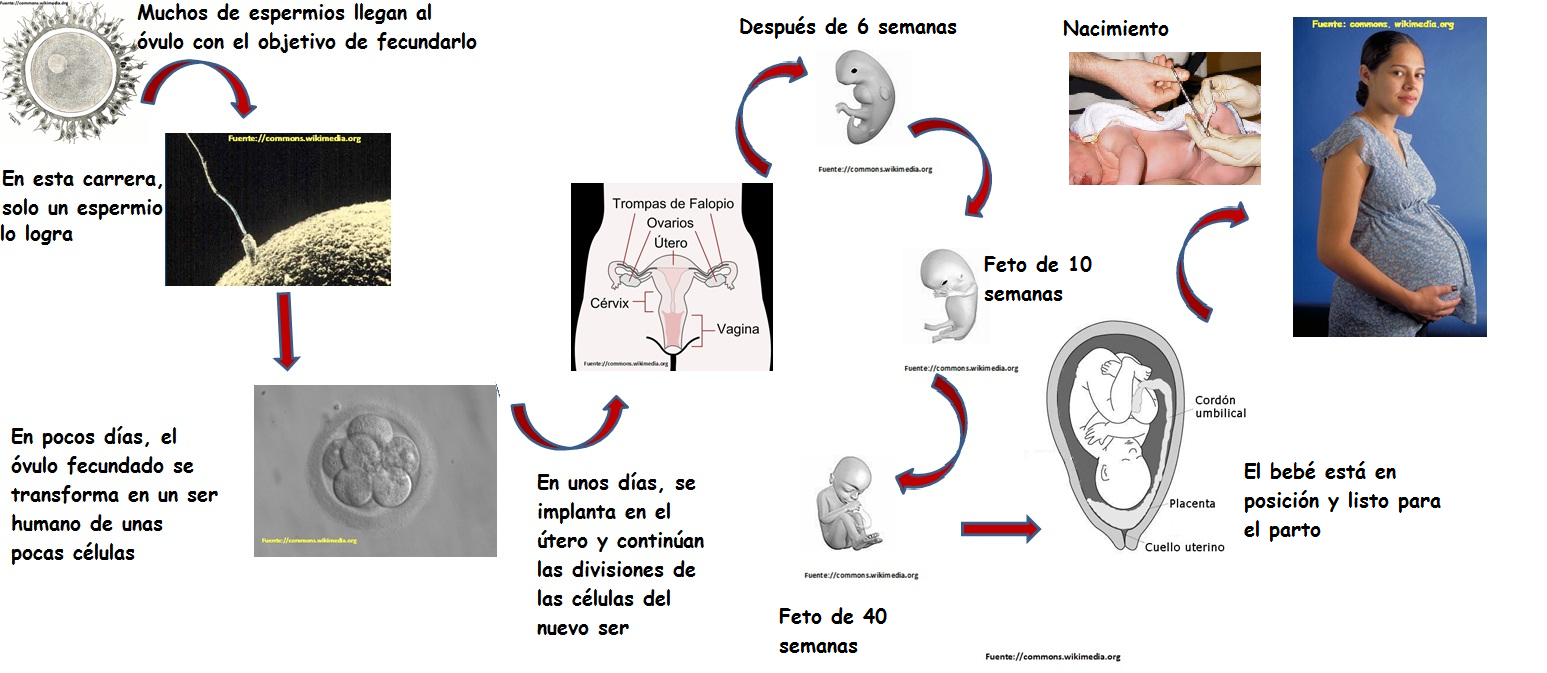 Fuente://commons.wikimedia.org
Muchos de espermios llegan al
óvulo con el objetivo de fecundarlo
Fuente://commons.wikimedia.org
En esta carrera,
solo un espermio
lo logra
En pocos días, el
óvulo fecundado se
transforma en un ser
humano de unas
pocas células
Fuente://commons.wikimedia.org
En unos días, se
implanta en el
útero y continúan
las divisiones de
las células del
nuevo ser
Trompas de Falopio
Ovarios
Útero
Cérvix
Vagina
Fuente://commons.wikimedia.org
Después de 6 semanas
Fuente://commons.wikimedia.org
Feto de 10
semanas
Fuente://commons.wikimedia.org
Fuente://commons.wikimedia.org
Feto de 40
semanas
Cordón
umbilical
Placenta
Cuello uterino
Fuente://commons.wikimedia.org
El bebé está en
posición y listo para
el parto
Nacimiento
Fuente: commons, wikimedia,org